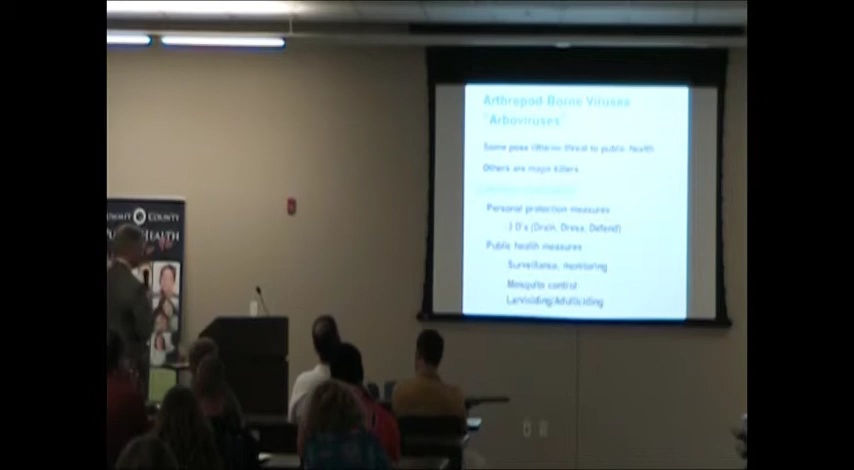 Arthropod-Borne Viruses
"Arboviruses"
Some pose little/no threat to public health
Others are major killers
Personal protection measures
3 D's (Drain, Dress, Defend)
Public health measures
Surveillance, monitoring
Mosquito control
Larviciding/Adulticiding
COUNTY
HEALTH